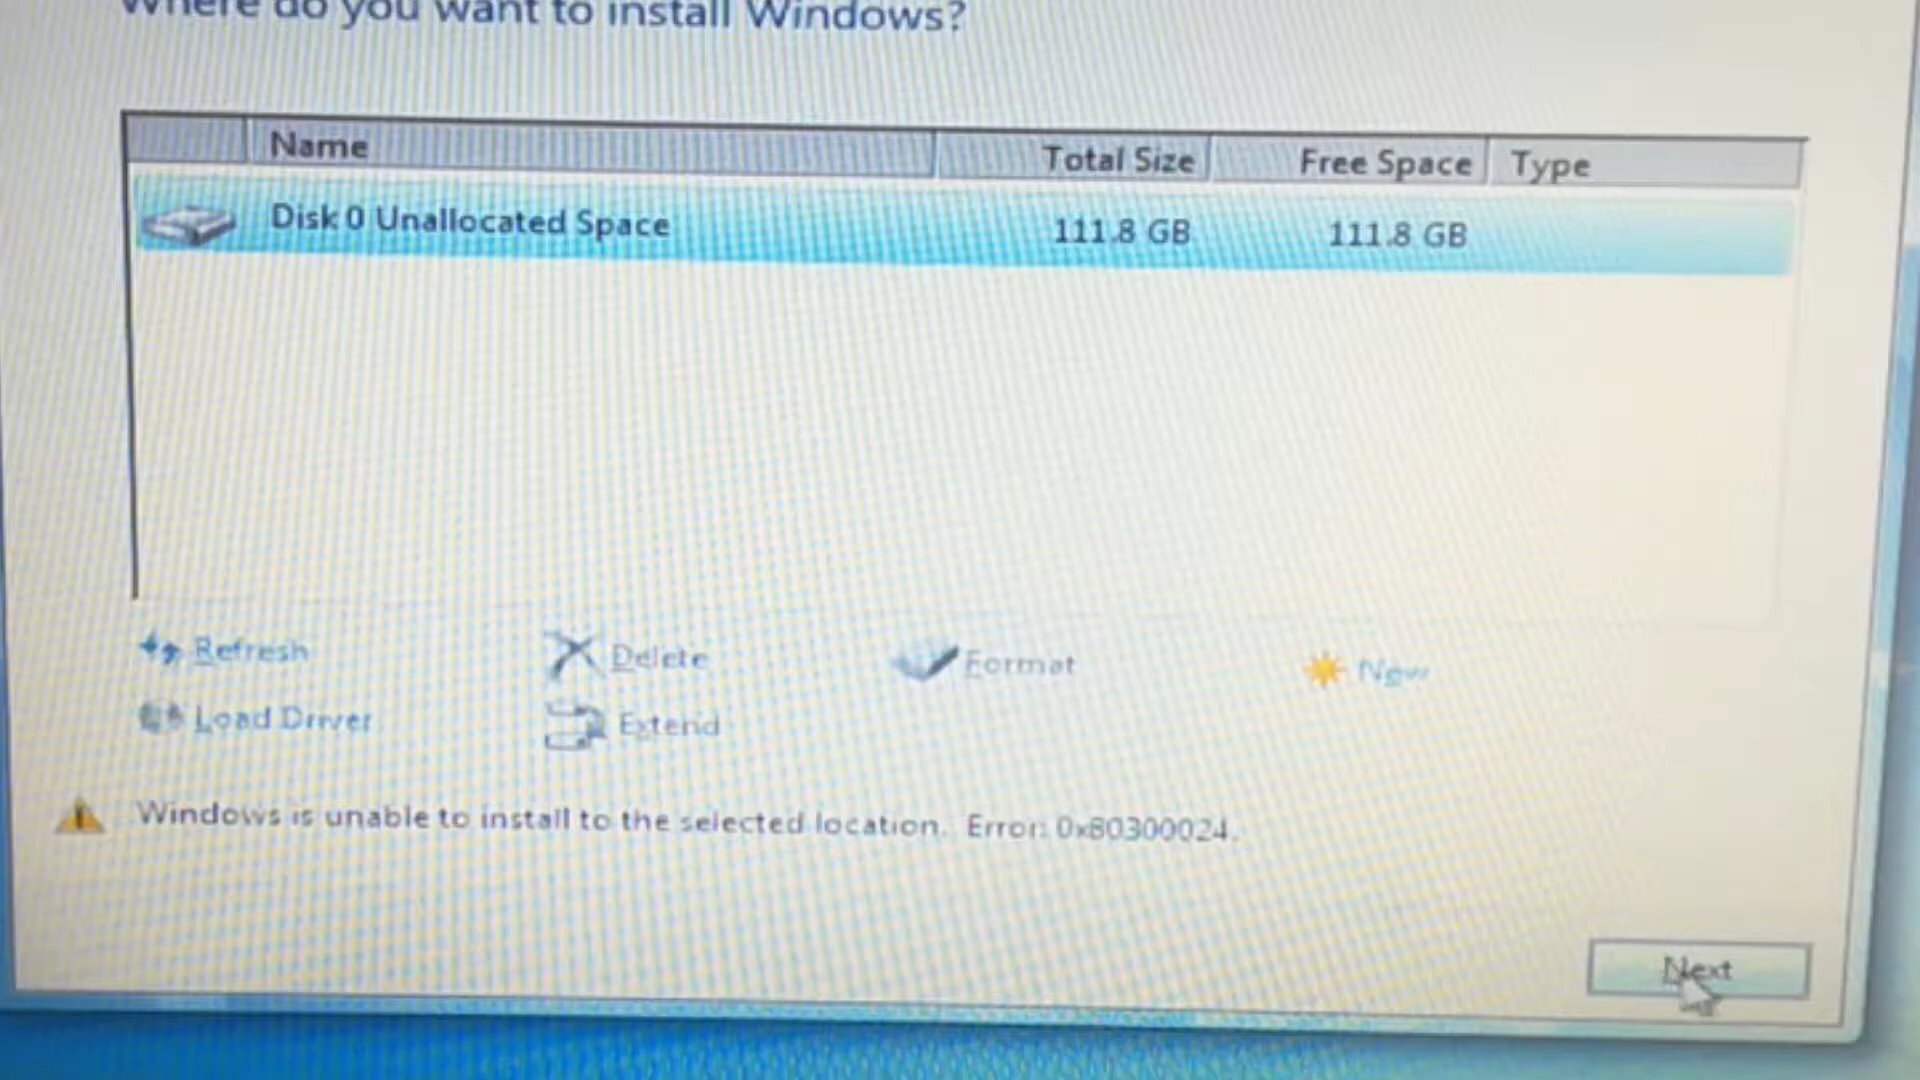 Where do you want to install Windows?
Name Total Size Free Space Type
Disk 0 Unallocated Space 111.8 GB 111.8 GB
Refresh Delete Format New
Load Driver Extend
Windows is unable to install to the selected location. Error: 0x80300024.
Next